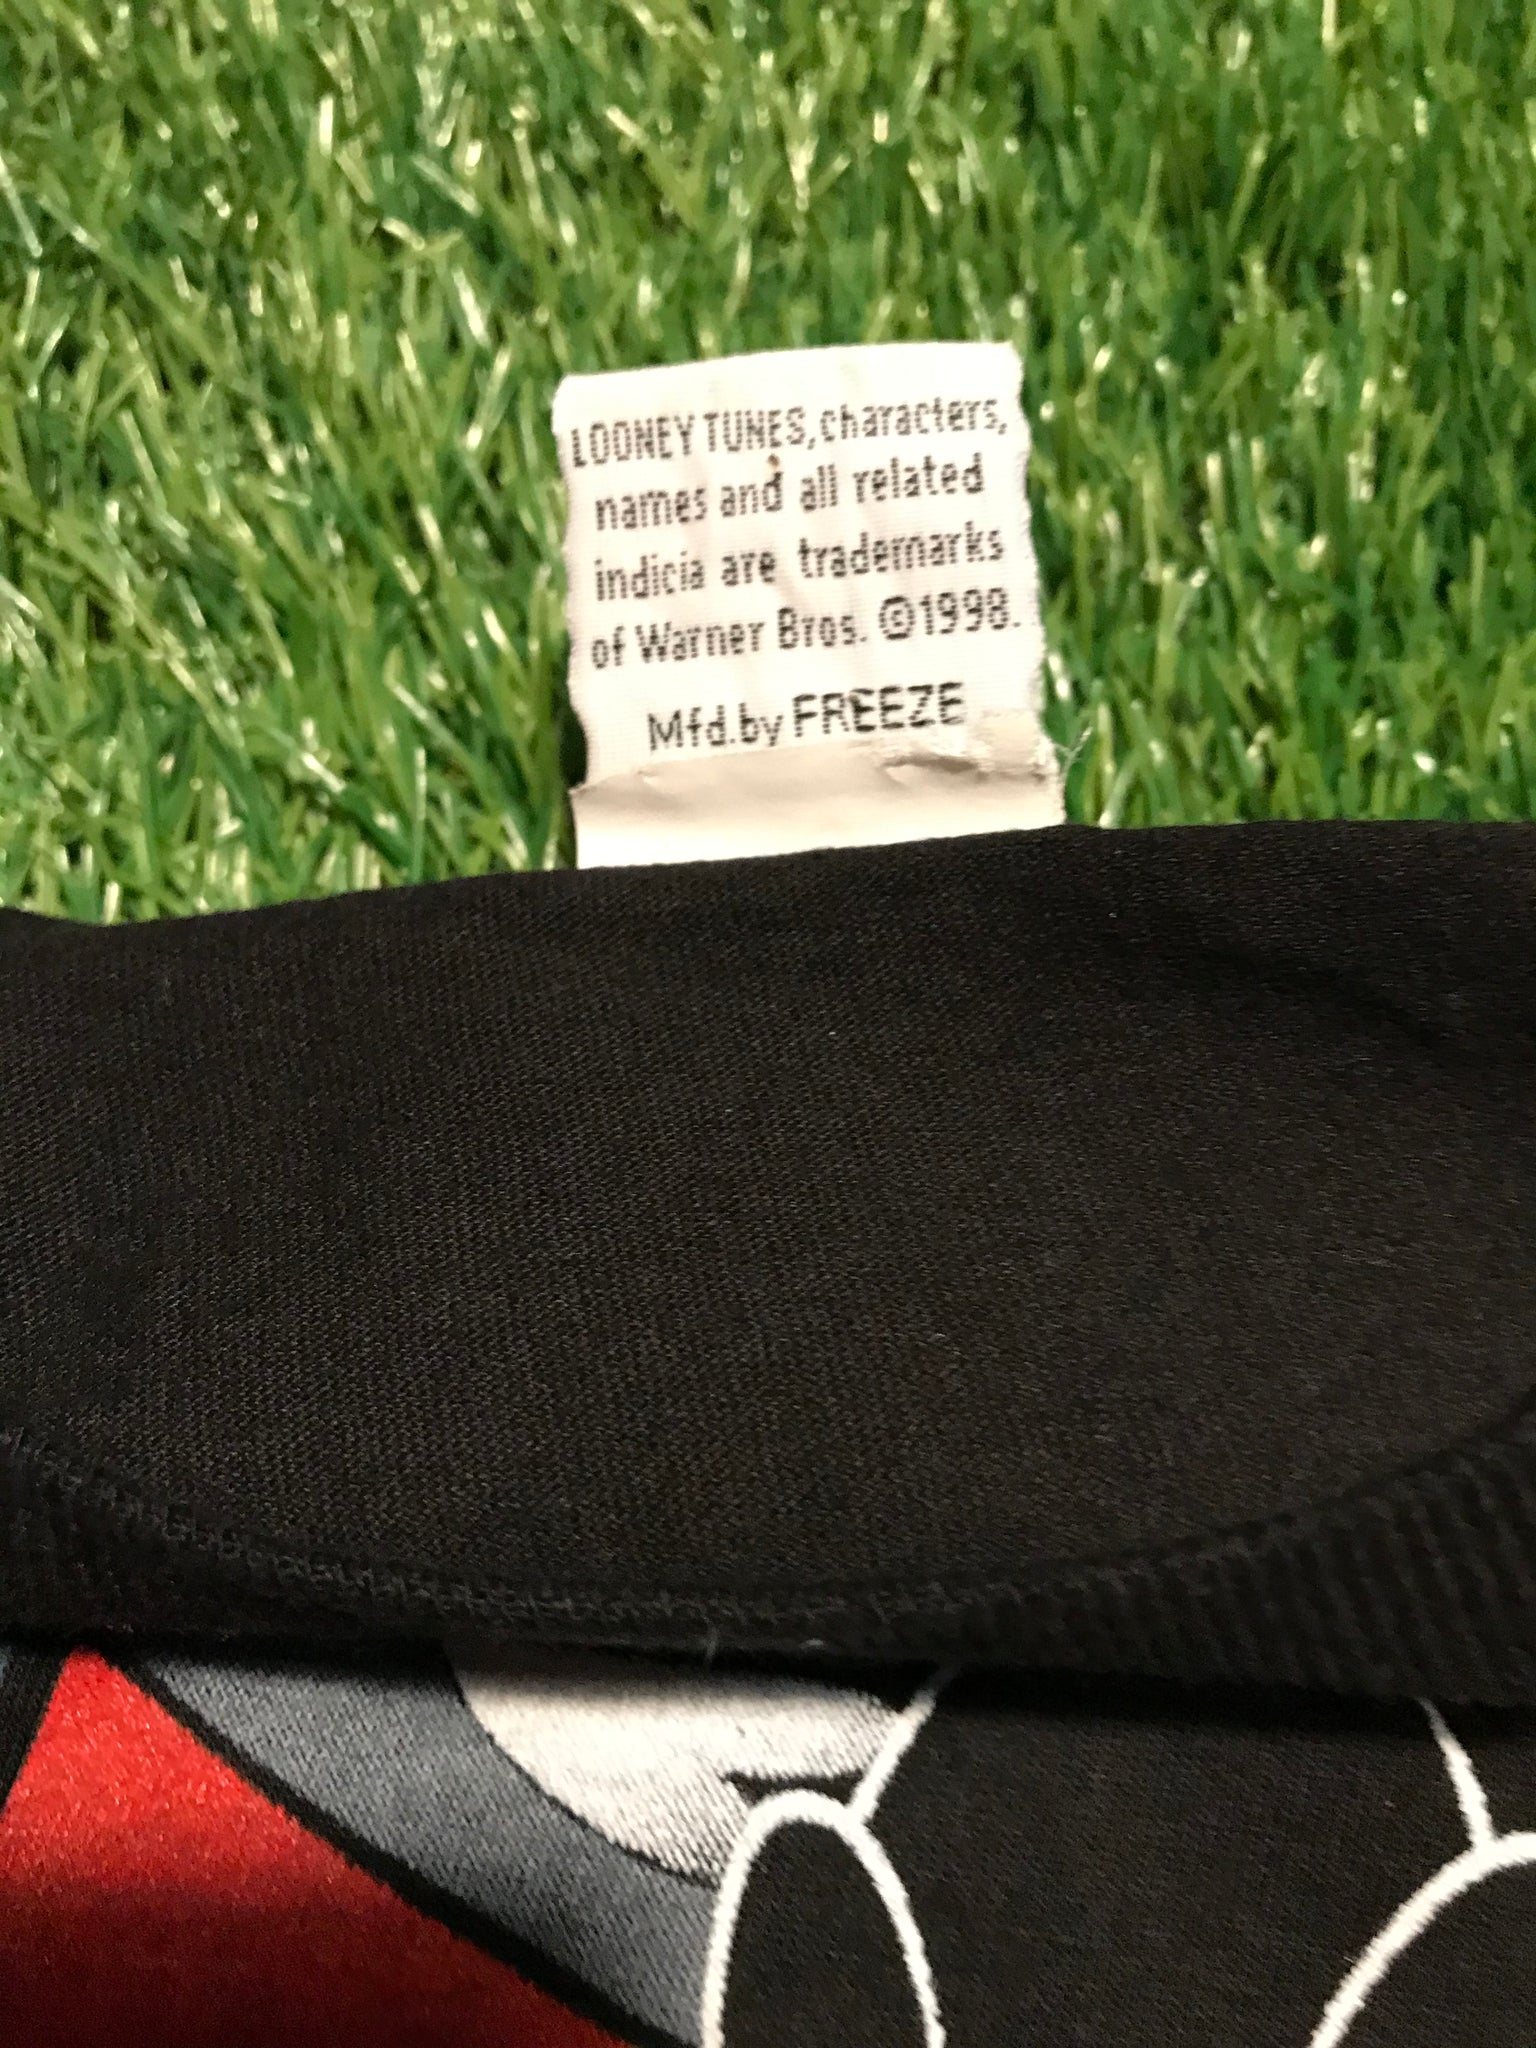 LOONEY TUNES, characters,
names and all related
indicia are trademarks
of Warner Bros. ©1998.
Mfd.by FREEZE